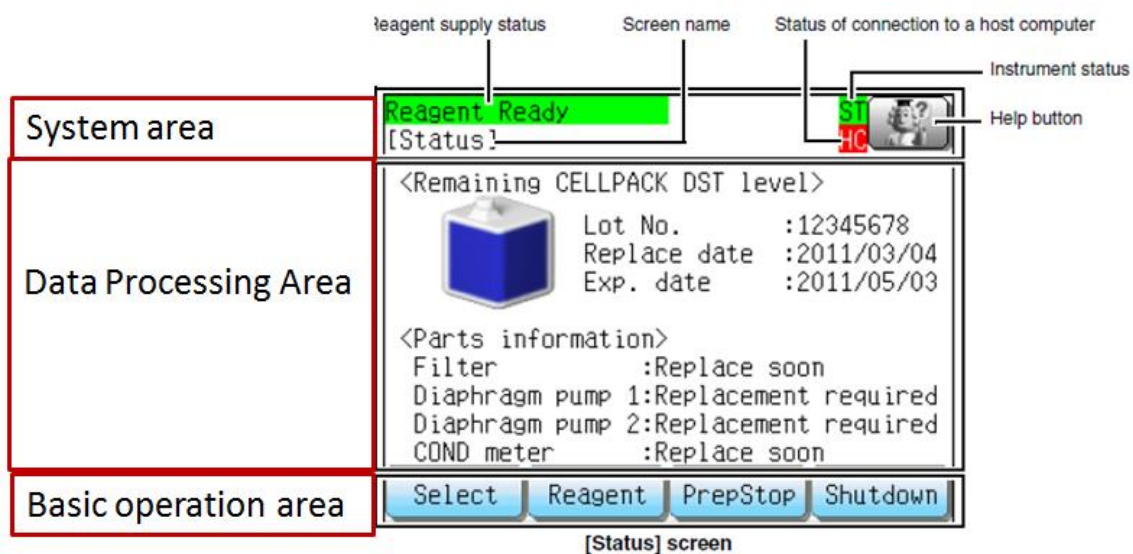 Reagent supply status
Screen name
Status of connection to a host computer
Instrument status
Help button
System area
Reagent Ready
ST
[Status]
HC
?
Data Processing Area
<Remaining CELLPACK DST level>
Lot No. :12345678
Replace date :2011/03/04
Exp. date :2011/05/03
<Parts information>
Filter :Replace soon
Diaphragm pump 1:Replacement required
Diaphragm pump 2:Replacement required
COND meter :Replace soon
Basic operation area
Select
Reagent
PrepStop
Shutdown
[Status] screen